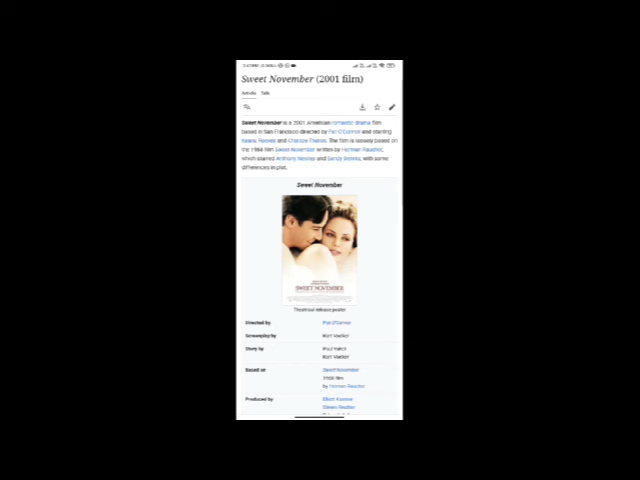 Sweet November (2001 film)
Article Talk
Sweet November is a 2001 American romantic drama film
based in San Francisco directed by Pat O'Connor and starring
Keanu Reeves and Charlize Theron. The film is loosely based on
the 1968 film Sweet November written by Herman Raucher,
which starred Anthony Newley and Sandy Dennis, with some
differences in plot.
Sweet November
SWEET NOVEMBER
Theatrical release poster
Directed by Pat O'Connor
Screenplay by Kurt Voelker
Story by Paul Yurick
Kurt Voelker
Based on Sweet November
1968 film
by Herman Raucher
Produced by Elliott Kastner
Steven Reuther